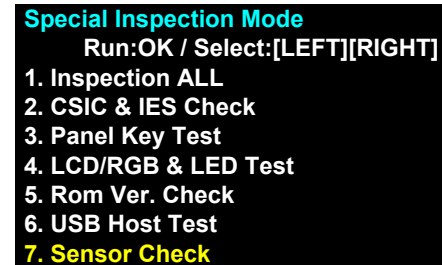 Special Inspection Mode
Run:OK / Select:[LEFT][RIGHT]
1. Inspection ALL
2. CSIC & IES Check
3. Panel Key Test
4. LCD/RGB & LED Test
5. Rom Ver. Check
6. USB Host Test
7. Sensor Check